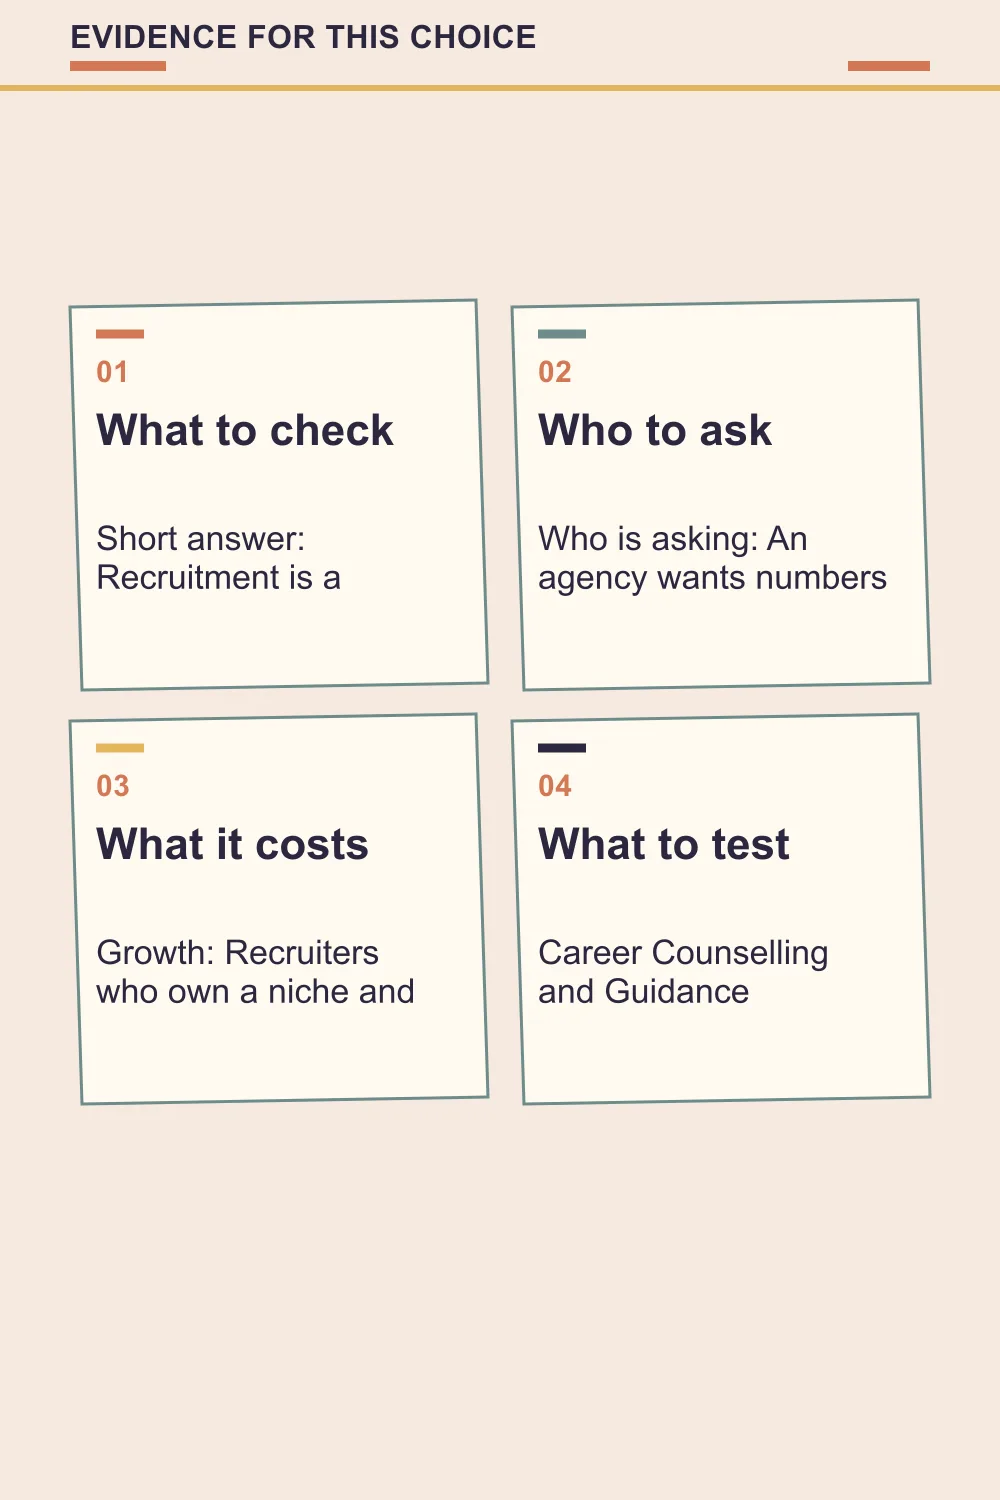 EVIDENCE FOR THIS CHOICE
01
What to check
Short answer:
Recruitment is a
02
Who to ask
Who is asking: An
agency wants numbers
03
What it costs
Growth: Recruiters
who own a niche and
04
What to test
Career Counselling
and Guidance